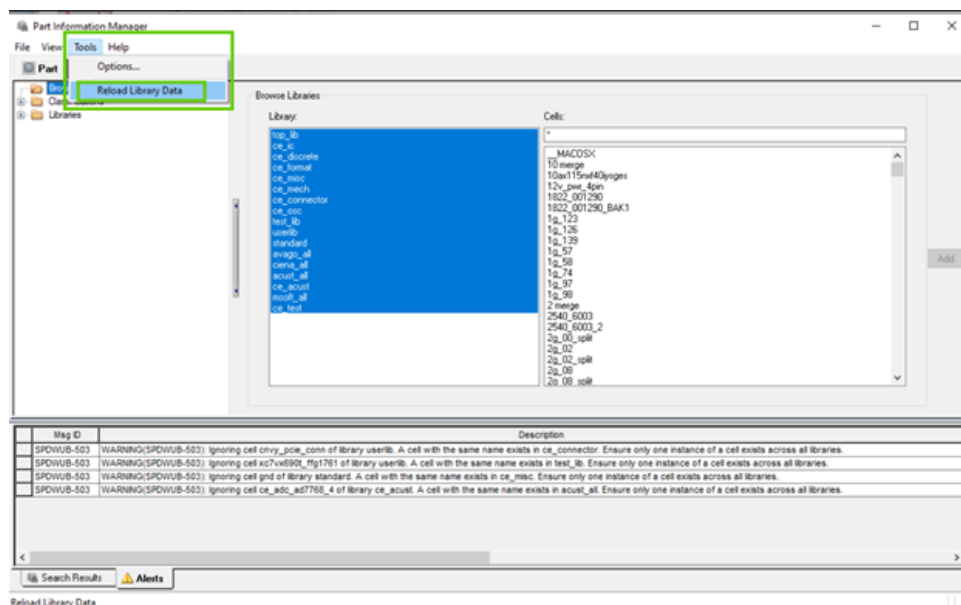 Part Information Manager
File View Tools Help
Part
Options...
Reload Library Data
Libraries
Browse Libraries
Library:
Cells:
*
top_lib
ce_ic
ce_discrete
ce_format
ce_misc
ce_mech
ce_connector
ce_osc
test_lib
userlib
standard
avago_all
ciena_all
acust_all
ce_acust
msoft_all
ce_test
__MACOSX
10 merge
12v_pwr_4pin
1822_001290
1822_001290_BAK1
1g_123
1g_126
1g_139
1g_57
1g_58
1g_74
1g_97
1g_98
2 merge
2540_6003
2540_6003_2
2g_00_split
2g_02
2g_02_split
2g_08
2g_08_split
Add
Msg ID Description
SPDWUB-503 WARNING(SPDWUB-503): Ignoring cell cnvy_pcie_conn of library userlib. A cell with the same name exists in ce_connector. Ensure only one instance of a cell exists across all libraries.
SPDWUB-503 WARNING(SPDWUB-503): Ignoring cell xc7vx690t_ffg1761 of library userlib. A cell with the same name exists in test_lib. Ensure only one instance of a cell exists across all libraries.
SPDWUB-503 WARNING(SPDWUB-503): Ignoring cell gnd of library standard. A cell with the same name exists in ce_misc. Ensure only one instance of a cell exists across all libraries.
SPDWUB-503 WARNING(SPDWUB-503): Ignoring cell ce_adc_ad7768_4 of library ce_acust. A cell with the same name exists in acust_all. Ensure only one instance of a cell exists across all libraries.
Search Results Alerts
Reload Library Data